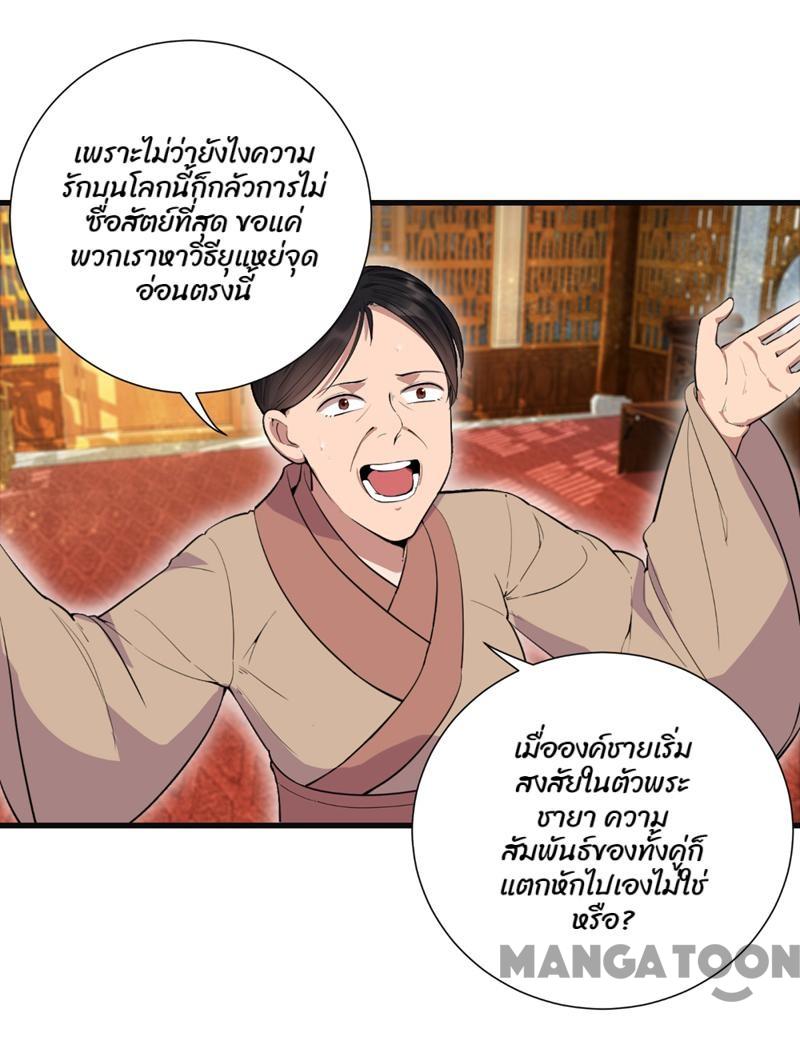 เพราะไม่ว่ายังไงความ
รักบนโลกนี้ก็กลัวการไม่
ซื่อสัตย์ที่สุด ขอแค่
พวกเราหาวิธียุแหย่จุด
อ่อนตรงนี้
เมื่อองค์ชายเริ่ม
สงสัยในตัวพระ
ชายา ความ
สัมพันธ์ของทั้งคู่ก็
แตกหักไปเองไม่ใช่
หรือ?
MANGATOON